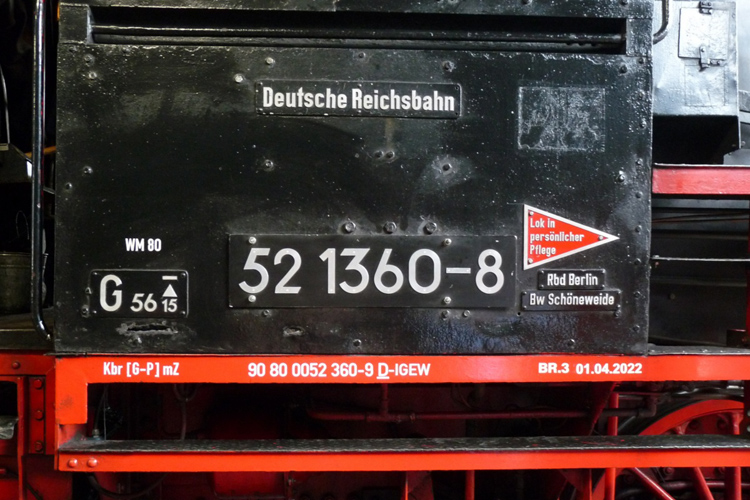 Deutsche Reichsbahn
WM 80
G 56 15
52 1360-8
Lok in
persönlicher
Pflege
Rbd Berlin
Bw Schöneweide
Kbr [G-P] mZ
90 80 0052 360-9 D-IGEW
BR.3 01.04.2022